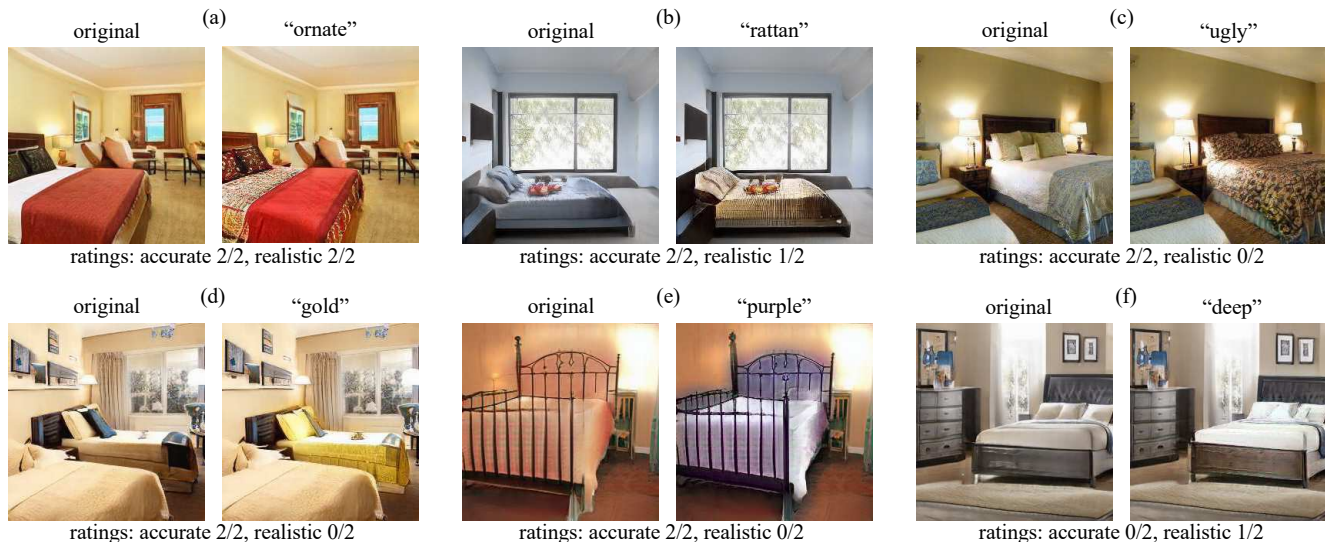 (a)
original “ornate”
ratings: accurate 2/2, realistic 2/2
(b)
original “rattan”
ratings: accurate 2/2, realistic 1/2
(c)
original “ugly”
ratings: accurate 2/2, realistic 0/2
(d)
original “gold”
ratings: accurate 2/2, realistic 0/2
(e)
original “purple”
ratings: accurate 2/2, realistic 0/2
(f)
original “deep”
ratings: accurate 0/2, realistic 1/2